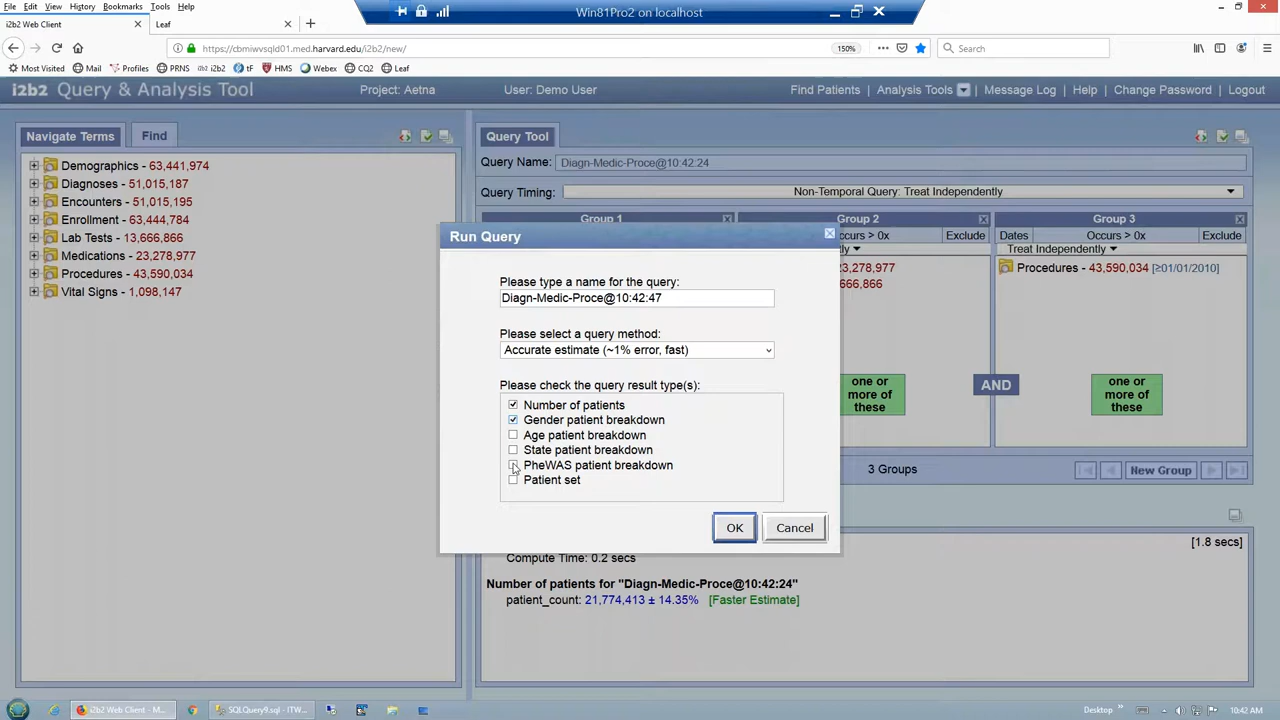 File Edit View History Bookmarks Tools Help
Win81Pro2 on localhost
i2b2 Web Client
Leaf
https://cbmiwvsqld01.med.harvard.edu/i2b2/new/
150%
Search
Most Visited Mail Profiles PRNS i2b2 tF HMS Webex CQ2 Leaf
i2b2 Query & Analysis Tool
Project: Aetna
User: Demo User
Find Patients Analysis Tools Message Log Help Change Password Logout
Navigate Terms Find
Query Tool
Demographics - 63,441,974
Diagnoses - 51,015,187
Encounters - 51,015,195
Enrollment - 63,444,784
Lab Tests - 13,666,866
Medications - 23,278,977
Procedures - 43,590,034
Vital Signs - 1,098,147
Query Name: Diagn-Medic-Proce@10:42:24
Query Timing: Non-Temporal Query: Treat Independently
Group 1 Group 2 Group 3
Occurs > 0x Exclude Dates Occurs > 0x Exclude
Treat Independently
23,278,977
Procedures - 43,590,034 [≥01/01/2010]
one or more of these
AND
one or more of these
3 Groups
New Group
Run Query
Please type a name for the query:
Diagn-Medic-Proce@10:42:47
Please select a query method:
Accurate estimate (~1% error, fast)
Please check the query result type(s):
Number of patients
Gender patient breakdown
Age patient breakdown
State patient breakdown
PheWAS patient breakdown
Patient set
OK Cancel
[1.8 secs]
Compute Time: 0.2 secs
Number of patients for "Diagn-Medic-Proce@10:42:24"
patient_count: 21,774,413 ± 14.35% [Faster Estimate]
i2b2 Web Client - M...
SQLQuery9.sql - ITW...
Desktop
10:42 AM